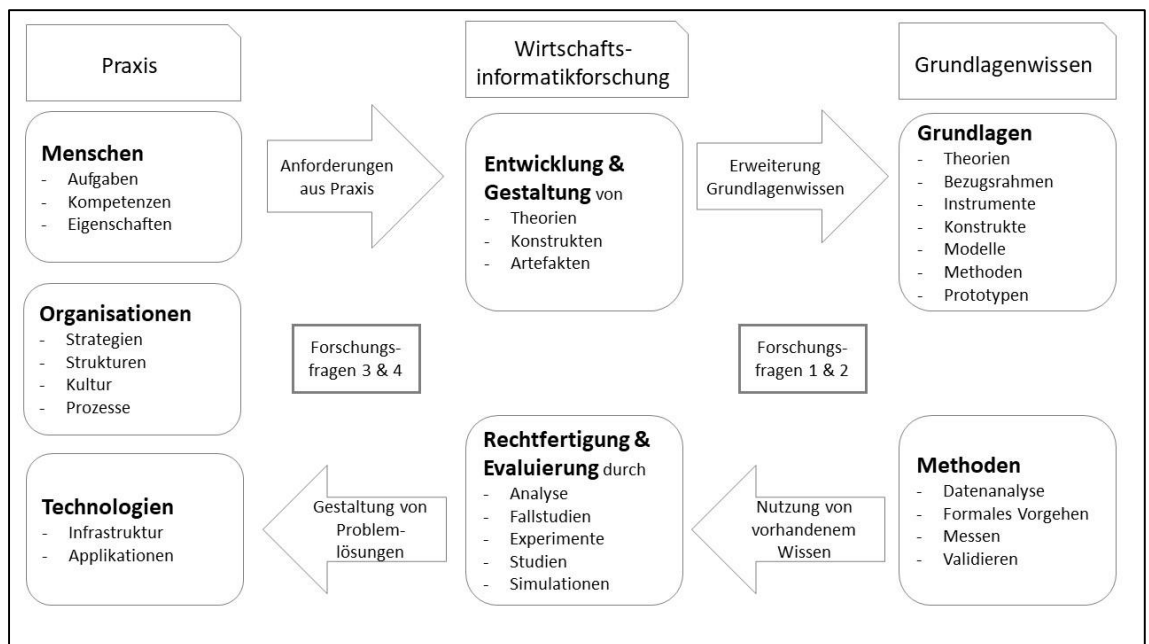 Praxis
Wirtschafts-
informatikforschung
Grundlagenwissen
Menschen
- Aufgaben
- Kompetenzen
- Eigenschaften
Anforderungen
aus Praxis
Entwicklung &
Gestaltung von
- Theorien
- Konstrukten
- Artefakten
Erweiterung
Grundlagenwissen
Grundlagen
- Theorien
- Bezugsrahmen
- Instrumente
- Konstrukte
- Modelle
- Methoden
- Prototypen
Organisationen
- Strategien
- Strukturen
- Kultur
- Prozesse
Forschungs-
fragen 3 & 4
Forschungs-
fragen 1 & 2
Technologien
- Infrastruktur
- Applikationen
Gestaltung von
Problem-
lösungen
Rechtfertigung &
Evaluierung durch
- Analyse
- Fallstudien
- Experimente
- Studien
- Simulationen
Nutzung von
vorhandenem
Wissen
Methoden
- Datenanalyse
- Formales Vorgehen
- Messen
- Validieren